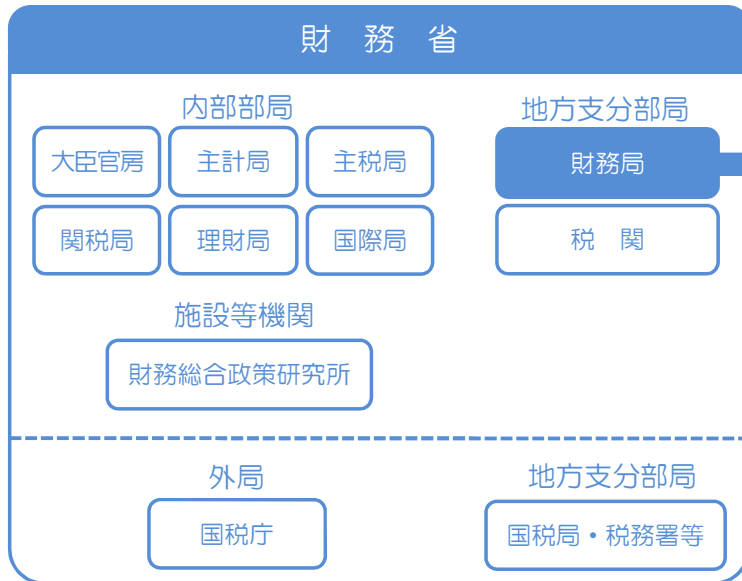 財務省
内部部局
大臣官房
主計局
主税局
関税局
理財局
国際局
地方支分部局
財務局
税関
施設等機関
財務総合政策研究所
外局
国税庁
地方支分部局
国税局・税務署等